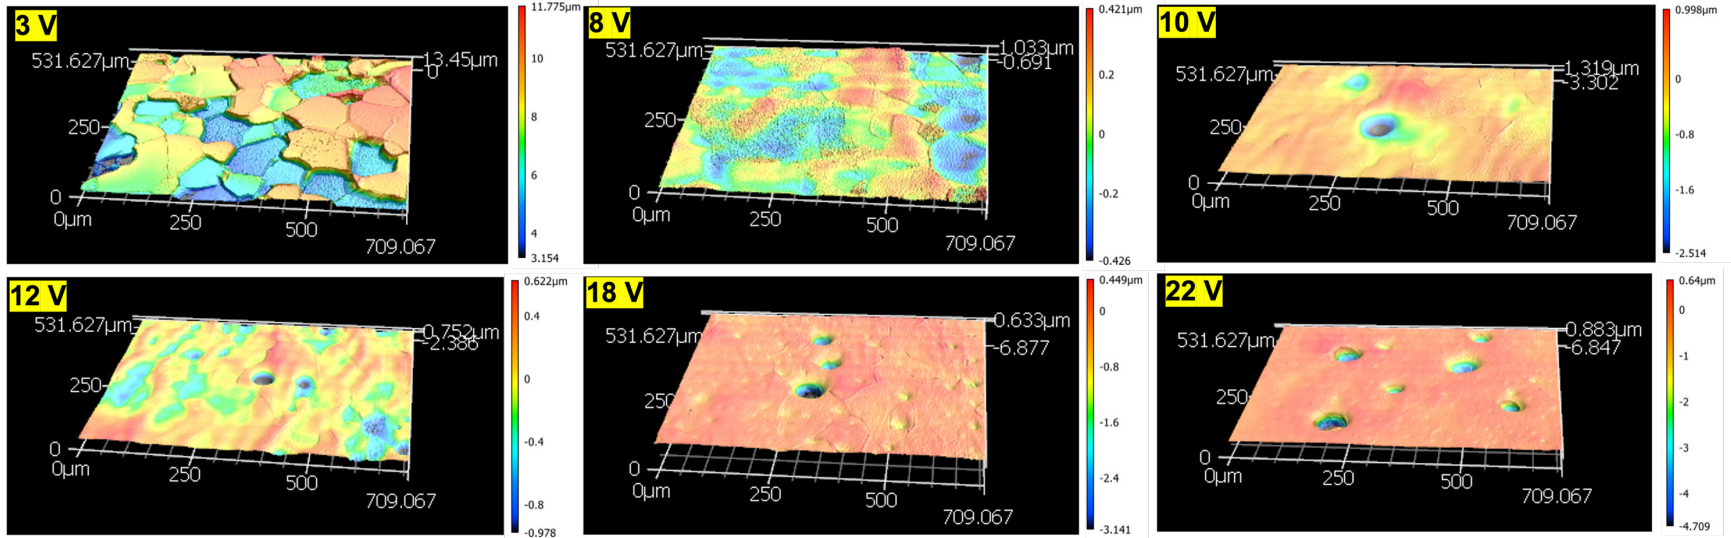 3 V
531.627µm
250
0
0µm
250
500
709.067
13.45µm
0
11.775µm
10
8
6
4
3.154
8 V
531.627µm
250
0
0µm
250
500
709.067
1.033µm
-0.691
0.421µm
0.2
0
-0.2
-0.426
10 V
531.627µm
250
0
0µm
250
500
709.067
1.319µm
-3.302
0.998µm
0
-0.8
-1.6
-2.514
12 V
531.627µm
250
0
0µm
250
500
709.067
0.752µm
-2.386
0.622µm
0.4
0
-0.4
-0.8
-0.978
18 V
531.627µm
250
0
0µm
250
500
709.067
0.633µm
-6.877
0.449µm
0
-0.8
-1.6
-2.4
-3.141
22 V
531.627µm
250
0
0µm
250
500
709.067
0.883µm
-6.847
0.64µm
0
-1
-2
-3
-4
-4.709